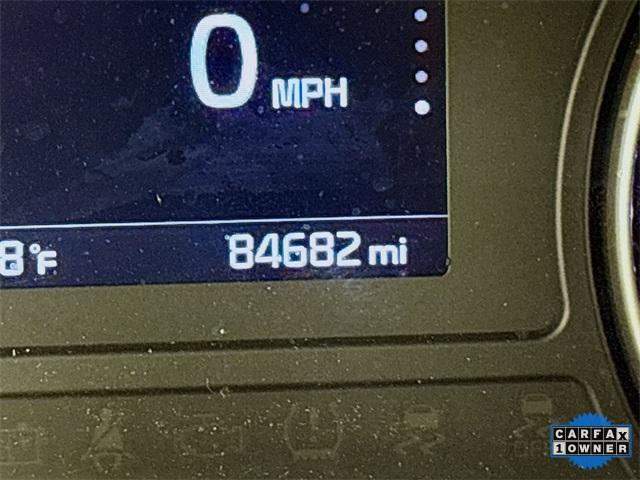 0 MPH
8°F 84682 mi
CARFAX
1 OWNER